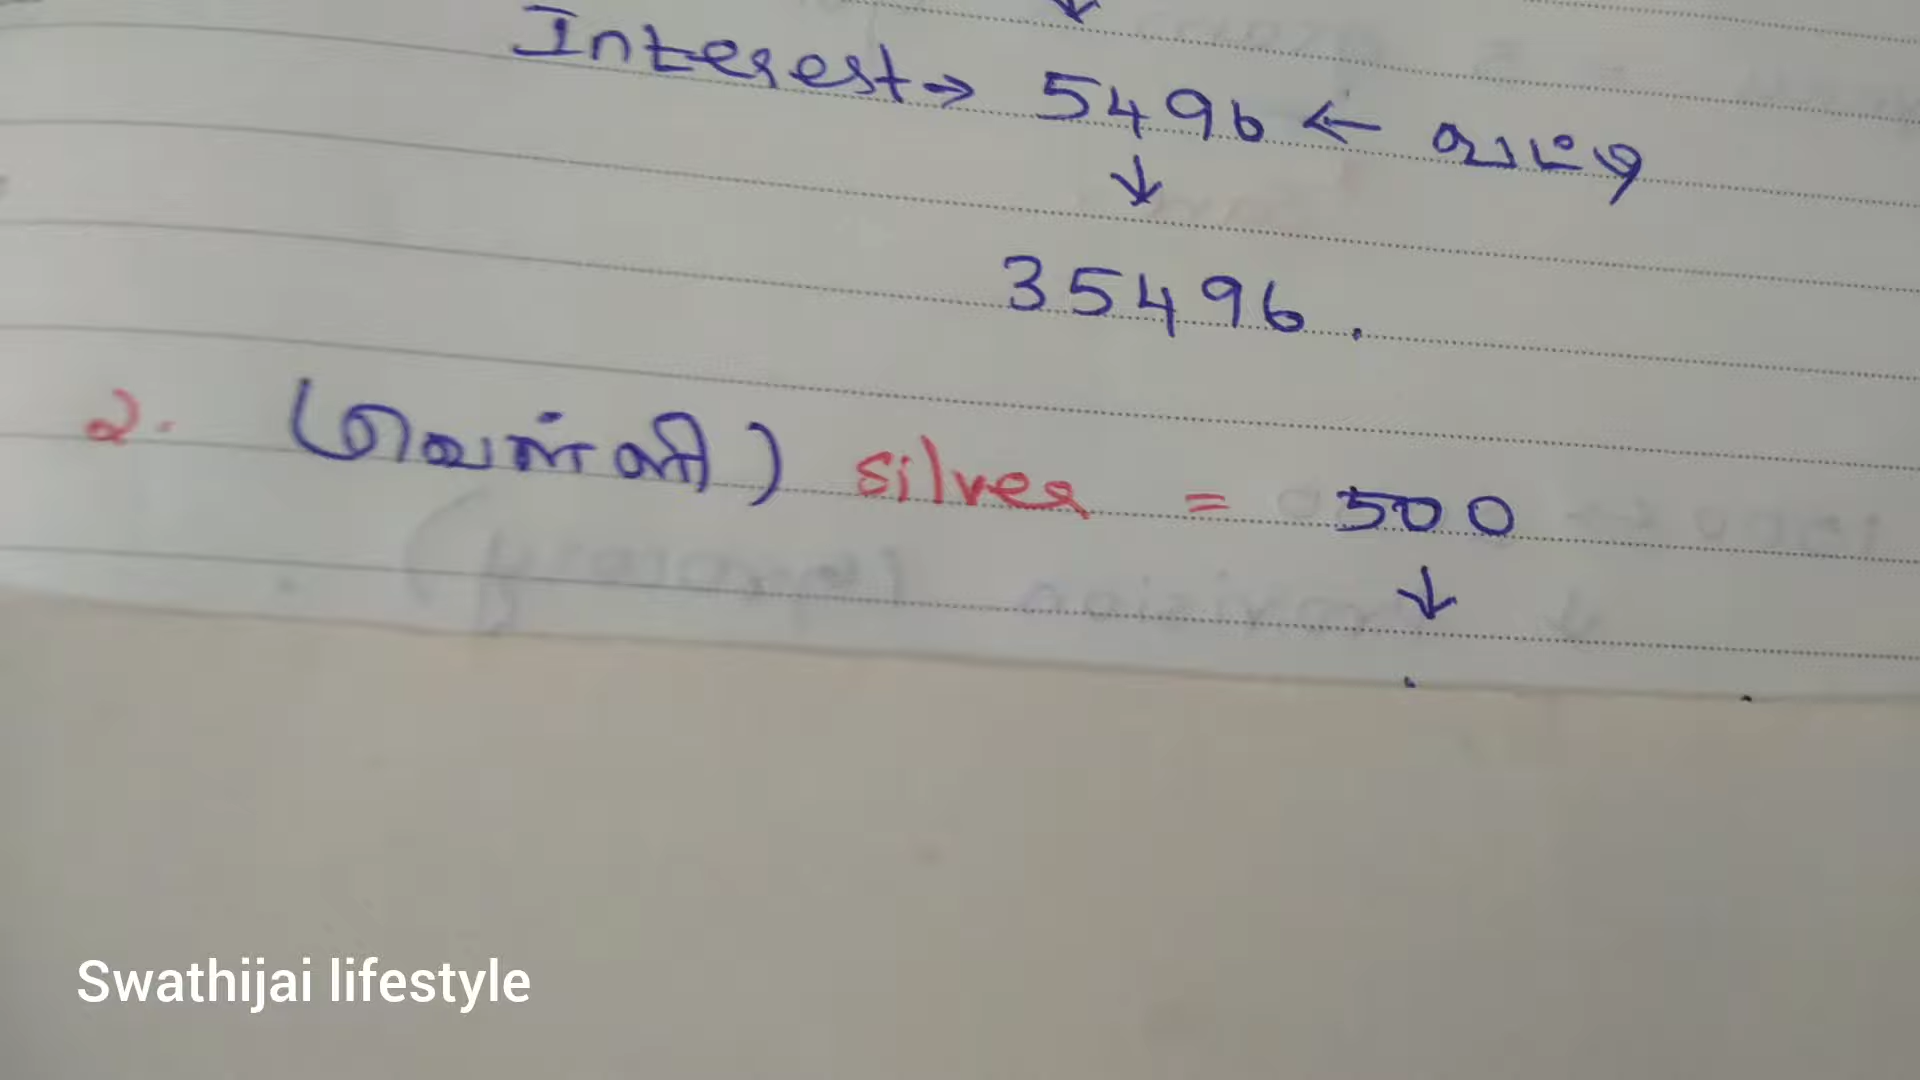 Interest → 5496 ← வட்டி
↓
35496.
2. (வெள்ளி) silver = 500
↓
Swathijai lifestyle